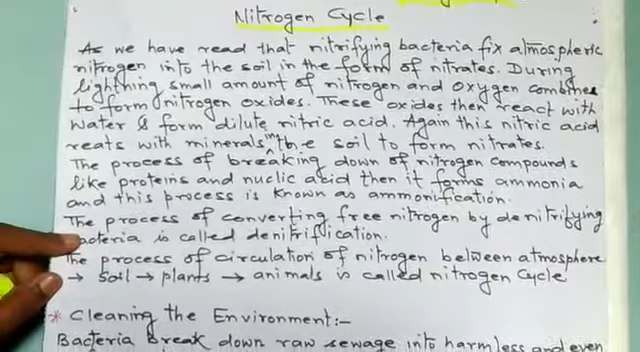 Nitrogen Cycle
As we have read that nitrifying bacteria fix atmospheric
nitrogen into the soil in the form of nitrates. During
lightning small amount of nitrogen and oxygen combines
to form nitrogen oxides. These oxides then react with
water & form dilute nitric acid. Again this nitric acid
reats with minerals in the soil to form nitrates.
The process of breaking down of nitrogen compounds
like proteins and nuclic acid then it forms ammonia
and this process is known as ammonification.
The process of converting free nitrogen by denitrifying
bacteria is called denitrification.
The process of circulation of nitrogen between atmosphere
→ soil → plants → animals is called nitrogen cycle
* Cleaning the Environment:-
Bacteria break down raw sewage into harmless and even